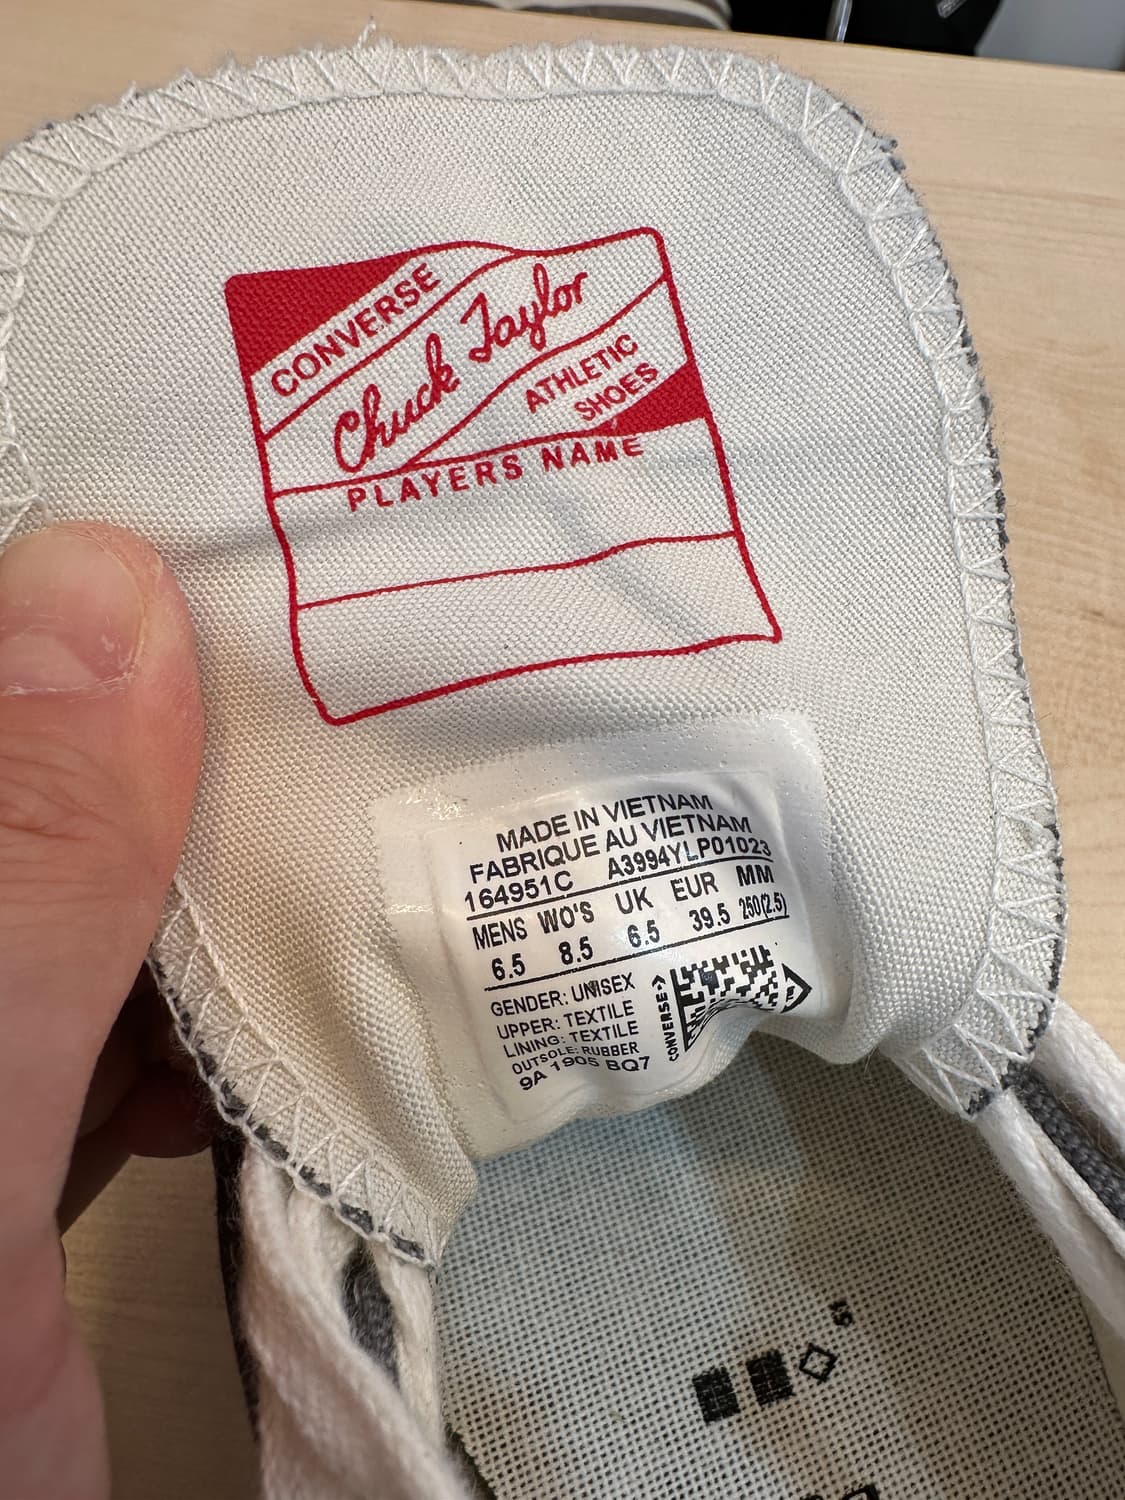 CONVERSE
Chuck Taylor
ATHLETIC
SHOES
PLAYERS NAME
MADE IN VIETNAM
FABRIQUE AU VIETNAM
164951C A3994YLP01023
MENS WO'S UK EUR MM
6.5 8.5 6.5 39.5 250(2.5)
GENDER: UNISEX
UPPER: TEXTILE
LINING: TEXTILE
OUTSOLE: RUBBER
9A 1905 BQ7
CONVERSE>
TM
51